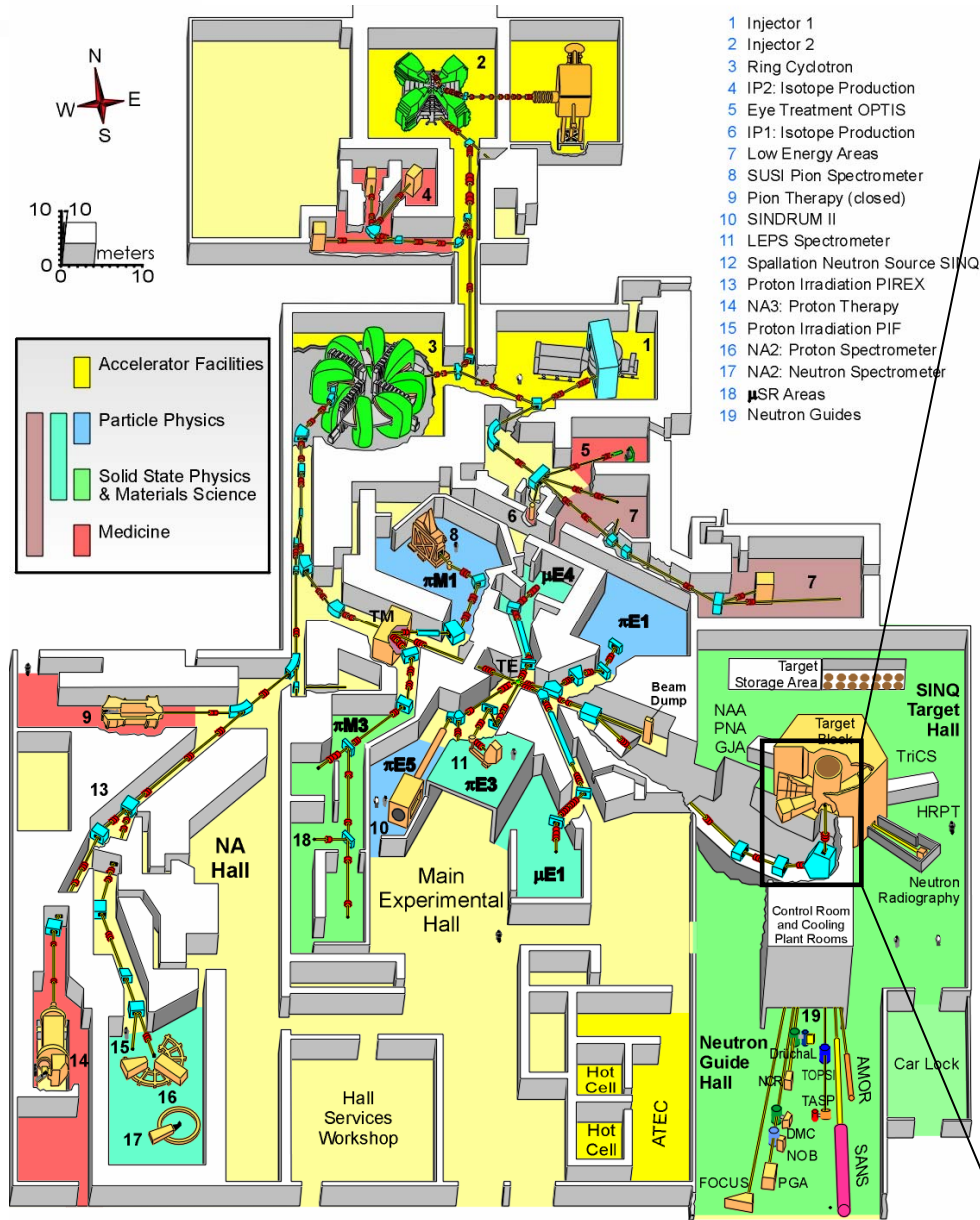 N
W E
S
10 10
meters
0
0 10
1 Injector 1
2 Injector 2
3 Ring Cyclotron
4 IP2: Isotope Production
5 Eye Treatment OPTIS
6 IP1: Isotope Production
7 Low Energy Areas
8 SUSI Pion Spectrometer
9 Pion Therapy (closed)
10 SINDRUM II
11 LEPS Spectrometer
12 Spallation Neutron Source SINQ
13 Proton Irradiation PIREX
14 NA3: Proton Therapy
15 Proton Irradiation PIF
16 NA2: Proton Spectrometer
17 NA2: Neutron Spectrometer
18 µSR Areas
19 Neutron Guides
Accelerator Facilities
Particle Physics
Solid State Physics
& Materials Science
Medicine
2
4
3
1
5
6
7
7
8
πM1
µE4
πE1
TM
TE
Beam
Dump
9
πM3
πE5
11
πE3
10
18
µE1
13
NA
Hall
Main
Experimental
Hall
Target
Storage Area
SINQ
Target
Hall
NAA
PNA
GJA
Target
Block
TriCS
HRPT
Neutron
Radiography
Control Room
and Cooling
Plant Rooms
14
15
16
17
Hall
Services
Workshop
Hot
Cell
Hot
Cell
ATEC
Neutron
Guide
Hall
19
DrüchaL
NCR
TOPSI
TASP
AMOR
DMC
NOB
FOCUS
PGA
SANS
Car Lock